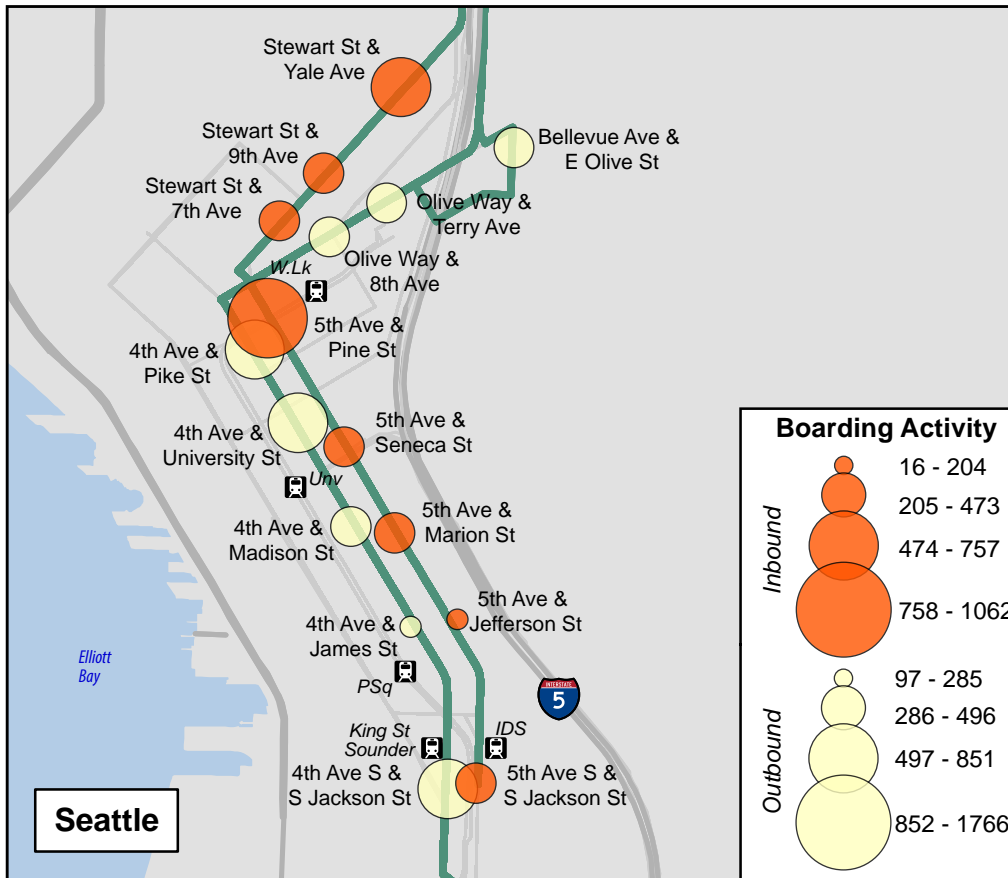 Stewart St &
Yale Ave
Stewart St &
9th Ave
Bellevue Ave &
E Olive St
Stewart St &
7th Ave
Olive Way &
Terry Ave
Olive Way &
8th Ave
W.Lk
5th Ave &
Pine St
4th Ave &
Pike St
5th Ave &
Seneca St
4th Ave &
University St
Unv
5th Ave &
Marion St
4th Ave &
Madison St
5th Ave &
Jefferson St
4th Ave &
James St
PSq
Elliott
Bay
INTERSTATE
5
King St
Sounder
IDS
4th Ave S &
S Jackson St
5th Ave S &
S Jackson St
Seattle
Boarding Activity
Inbound
16 - 204
205 - 473
474 - 757
758 - 1062
Outbound
97 - 285
286 - 496
497 - 851
852 - 1766